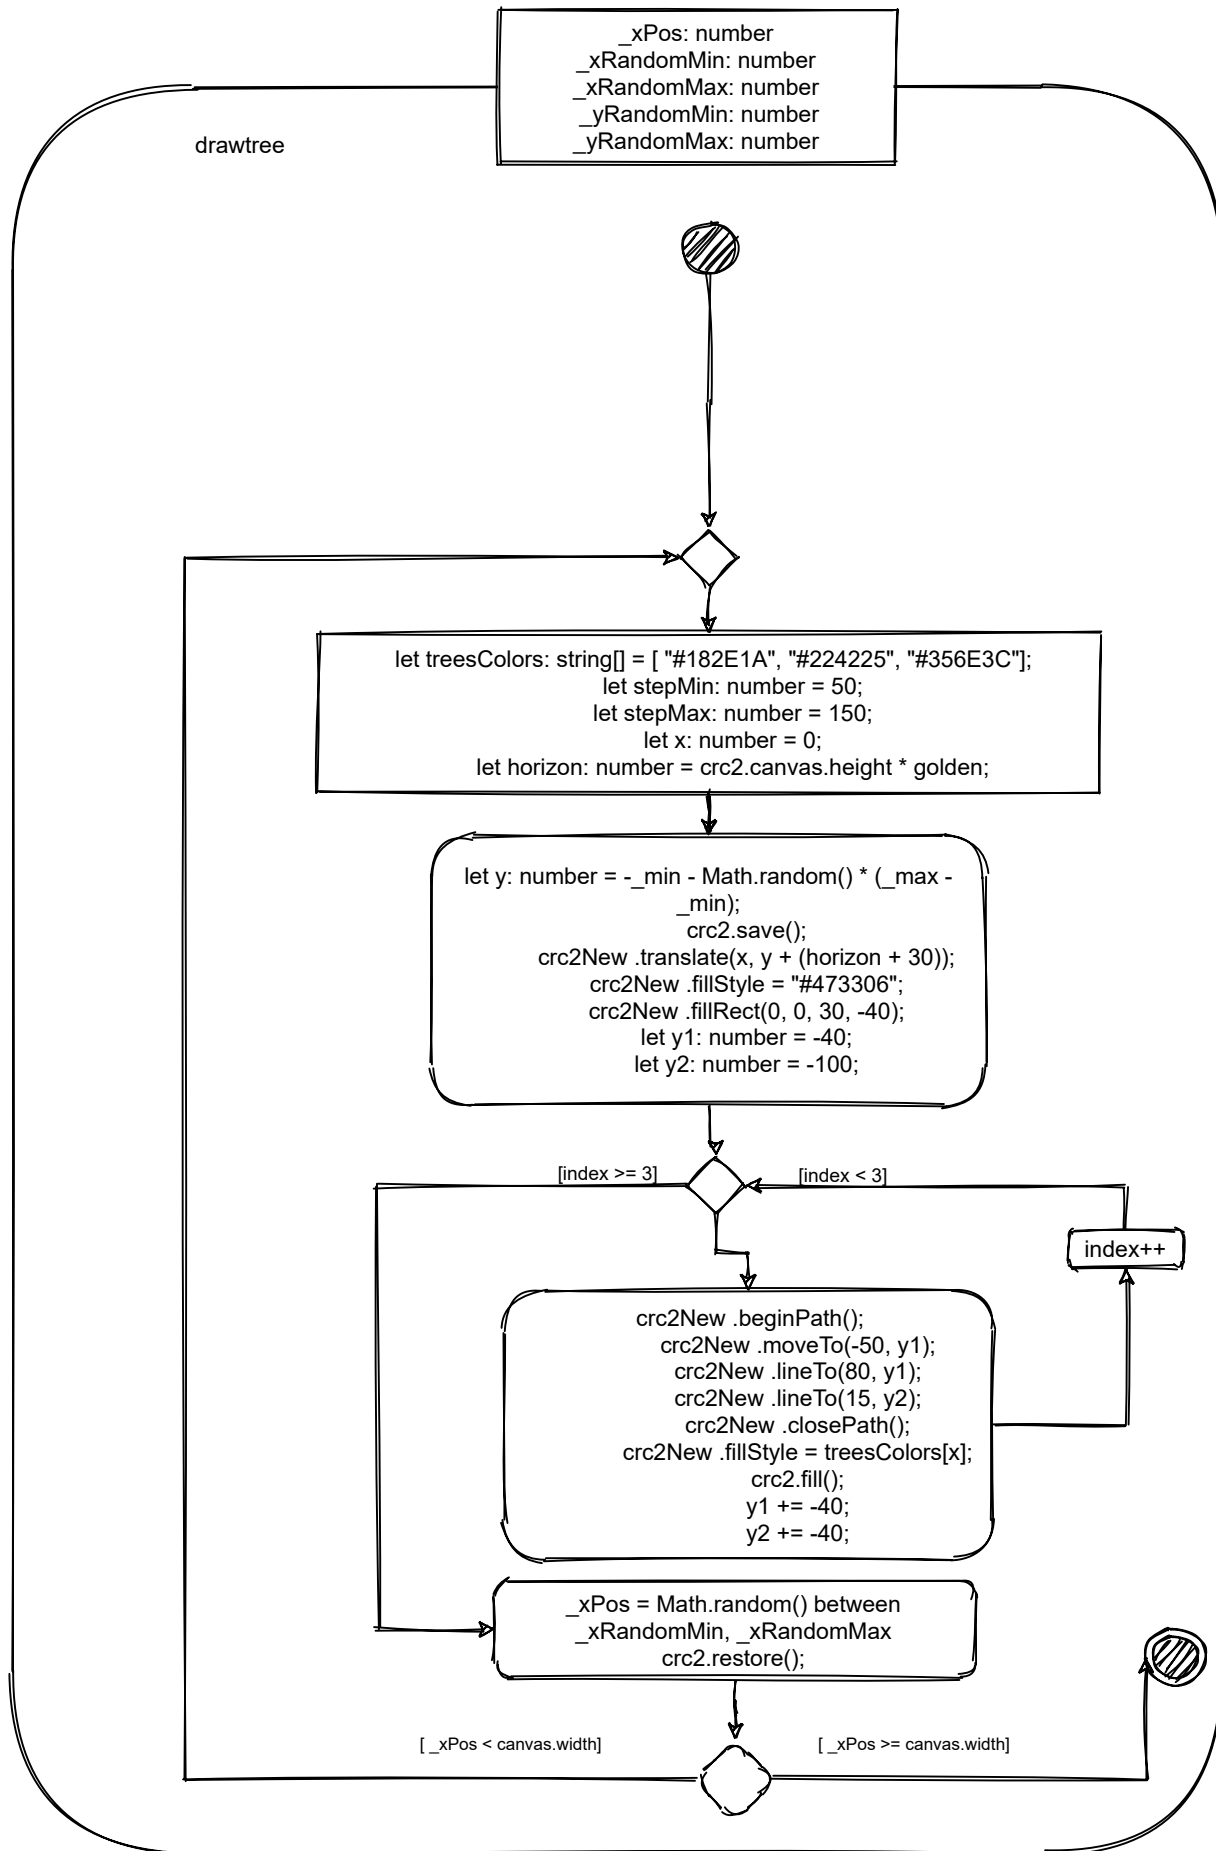 _xPos: number
_xRandomMin: number
_xRandomMax: number
_yRandomMin: number
_yRandomMax: number
drawtree
let treesColors: string[] = [ "#182E1A", "#224225", "#356E3C"];
let stepMin: number = 50;
let stepMax: number = 150;
let x: number = 0;
let horizon: number = crc2.canvas.height * golden;
let y: number = -_min - Math.random() * (_max -
_min);
crc2.save();
crc2New .translate(x, y + (horizon + 30));
crc2New .fillStyle = "#473306";
crc2New .fillRect(0, 0, 30, -40);
let y1: number = -40;
let y2: number = -100;
[index >= 3]
[index < 3]
index++
crc2New .beginPath();
crc2New .moveTo(-50, y1);
crc2New .lineTo(80, y1);
crc2New .lineTo(15, y2);
crc2New .closePath();
crc2New .fillStyle = treesColors[x];
crc2.fill();
y1 += -40;
y2 += -40;
_xPos = Math.random() between
_xRandomMin, _xRandomMax
crc2.restore();
[ _xPos < canvas.width]
[ _xPos >= canvas.width]